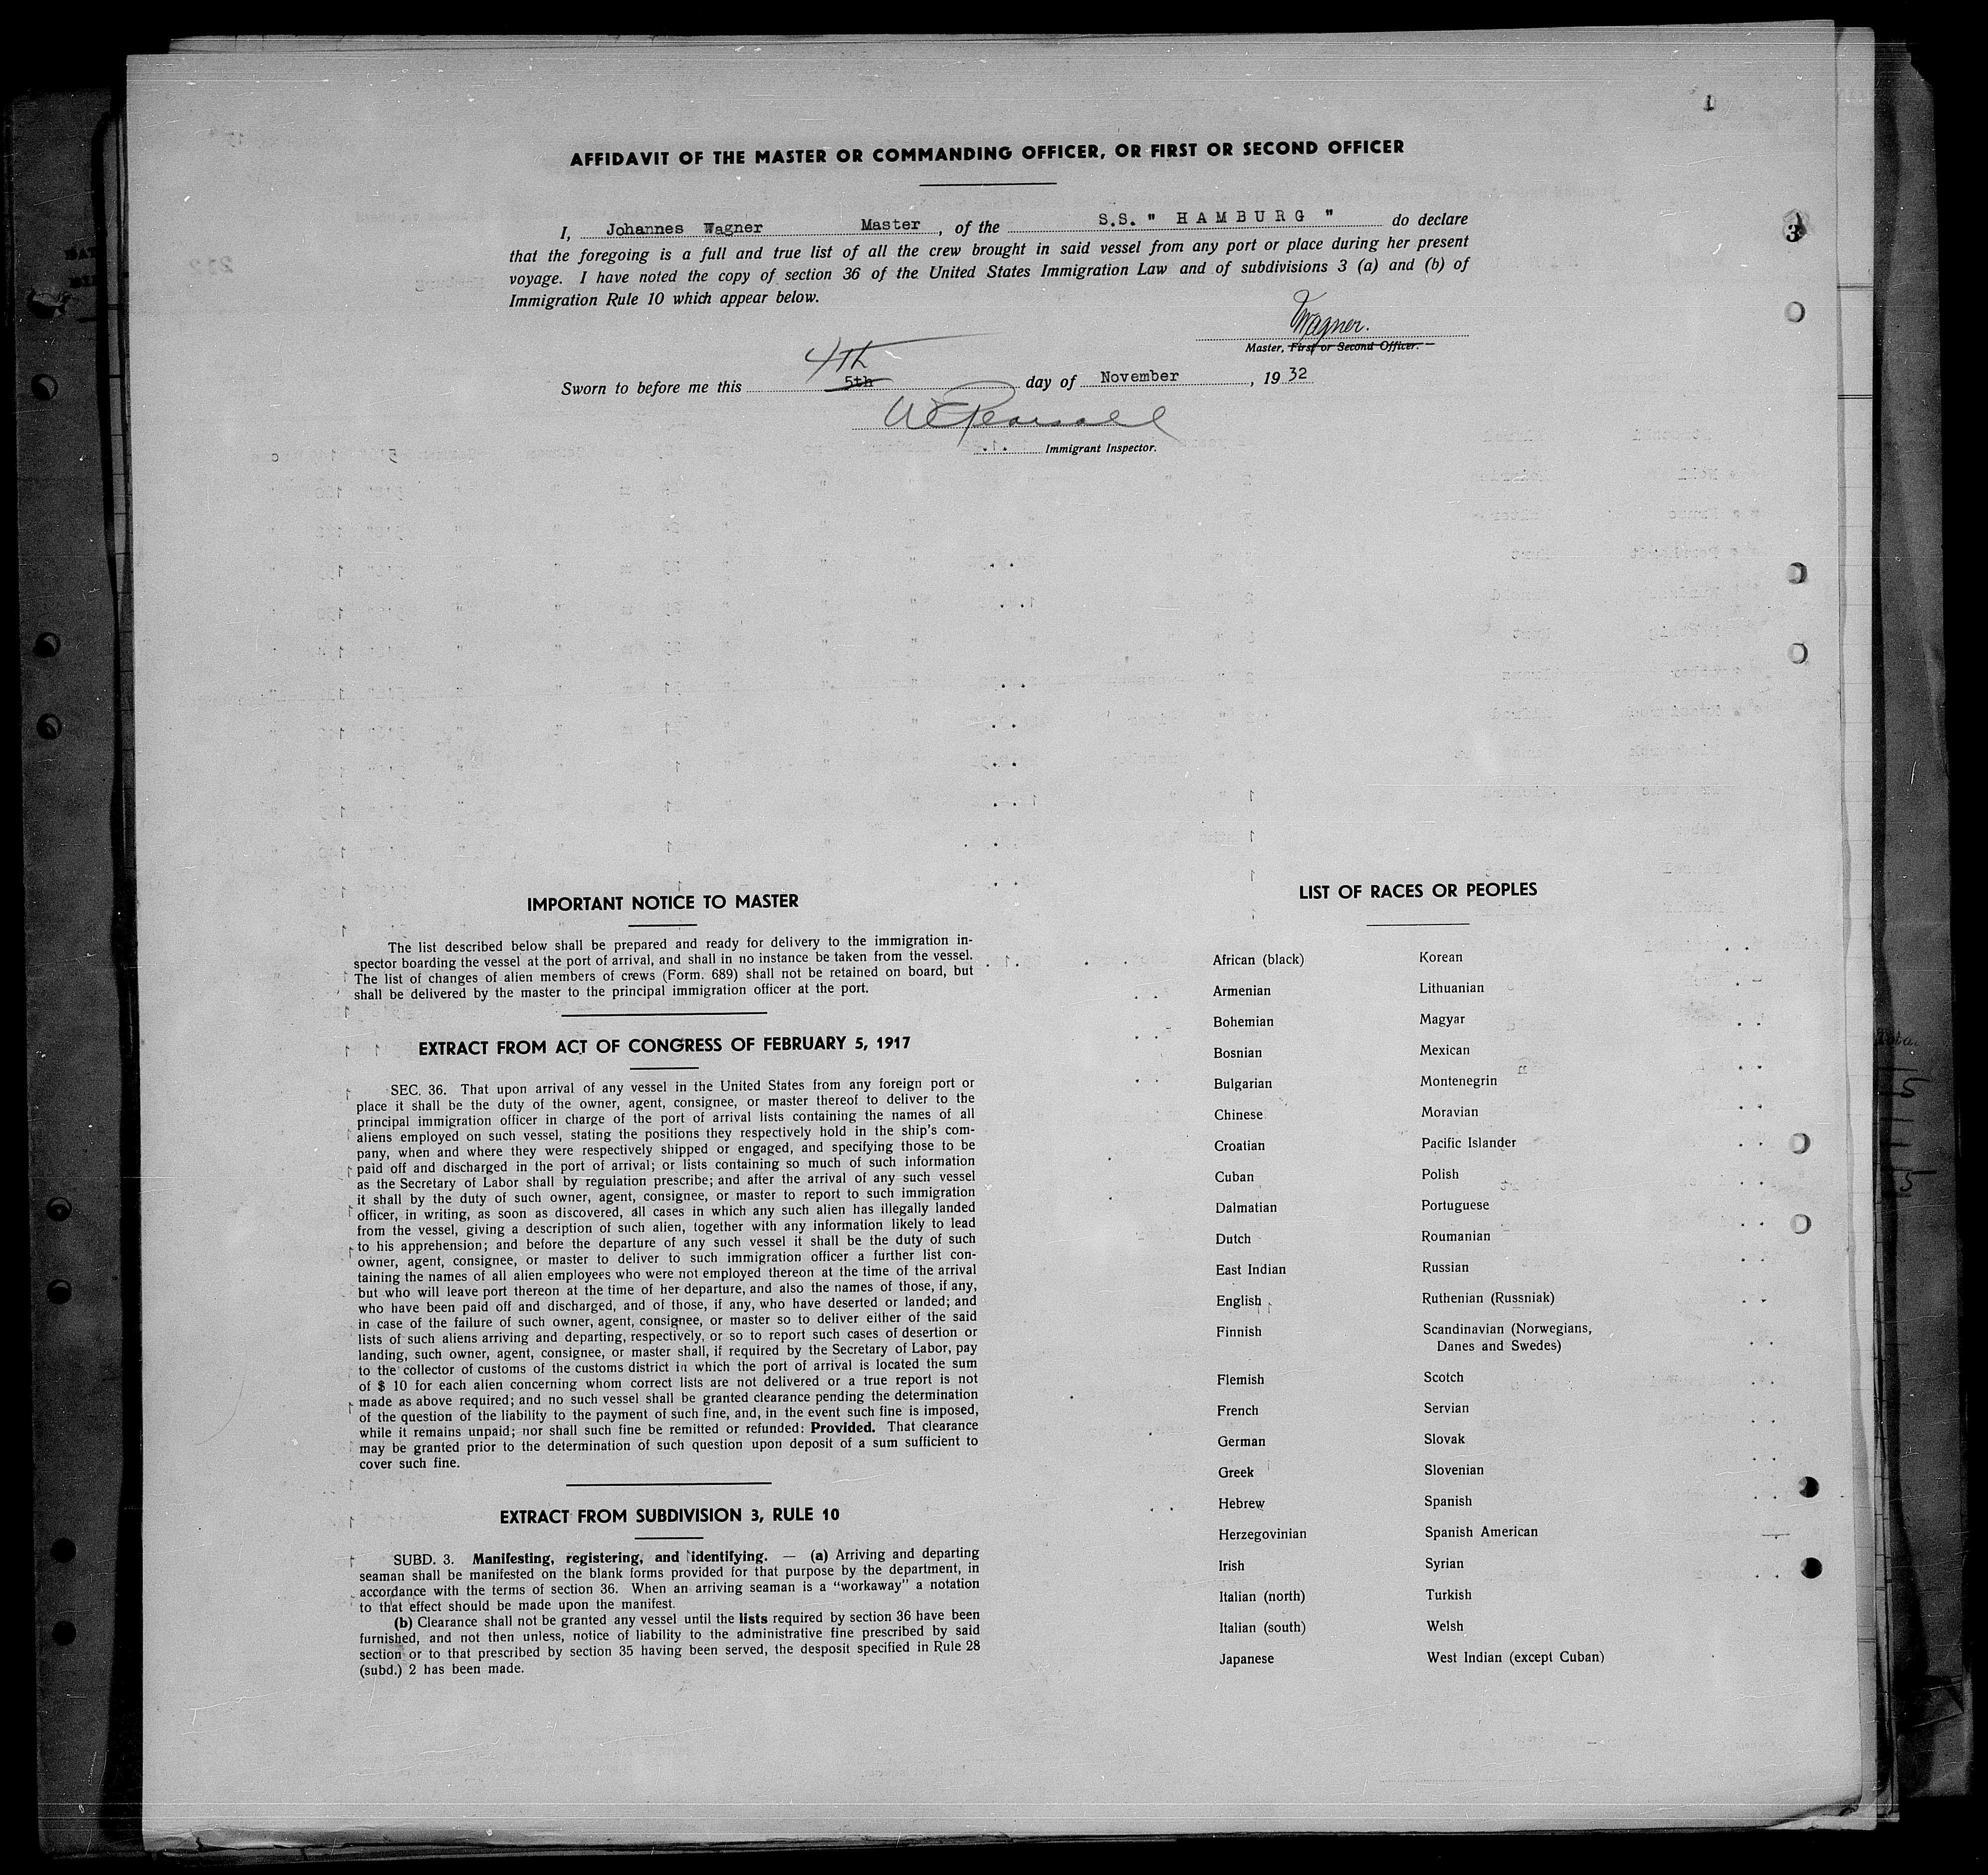 1
AFFIDAVIT OF THE MASTER OR COMMANDING OFFICER, OR FIRST OR SECOND OFFICER
I, Johannes Wagner Master, of the S.S. " HAMBURG " do declare
that the foregoing is a full and true list of all the crew brought in said vessel from any port or place during her present
voyage. I have noted the copy of section 36 of the United States Immigration Law and of subdivisions 3 (a) and (b) of
Immigration Rule 10 which appear below.
Wagner.
Master, First or Second Officer.
4th
Sworn to before me this 5th day of November, 1932
W E Pearsall
Immigrant Inspector.
IMPORTANT NOTICE TO MASTER
The list described below shall be prepared and ready for delivery to the immigration in-
spector boarding the vessel at the port of arrival, and shall in no instance be taken from the vessel.
The list of changes of alien members of crews (Form. 689) shall not be retained on board, but
shall be delivered by the master to the principal immigration officer at the port.
EXTRACT FROM ACT OF CONGRESS OF FEBRUARY 5, 1917
SEC. 36. That upon arrival of any vessel in the United States from any foreign port or
place it shall be the duty of the owner, agent, consignee, or master thereof to deliver to the
principal immigration officer in charge of the port of arrival lists containing the names of all
aliens employed on such vessel, stating the positions they respectively hold in the ship's com-
pany, when and where they were respectively shipped or engaged, and specifying those to be
paid off and discharged in the port of arrival; or lists containing so much of such information
as the Secretary of Labor shall by regulation prescribe; and after the arrival of any such vessel
it shall by the duty of such owner, agent, consignee, or master to report to such immigration
officer, in writing, as soon as discovered, all cases in which any such alien has illegally landed
from the vessel, giving a description of such alien, together with any information likely to lead
to his apprehension; and before the departure of any such vessel it shall be the duty of such
owner, agent, consignee, or master to deliver to such immigration officer a further list con-
taining the names of all alien employees who were not employed thereon at the time of the arrival
but who will leave port thereon at the time of her departure, and also the names of those, if any,
who have been paid off and discharged, and of those, if any, who have deserted or landed; and
in case of the failure of such owner, agent, consignee, or master so to deliver either of the said
lists of such aliens arriving and departing, respectively, or so to report such cases of desertion or
landing, such owner, agent, consignee, or master shall, if required by the Secretary of Labor, pay
to the collector of customs of the customs district in which the port of arrival is located the sum
of $ 10 for each alien concerning whom correct lists are not delivered or a true report is not
made as above required; and no such vessel shall be granted clearance pending the determination
of the question of the liability to the payment of such fine, and, in the event such fine is imposed,
while it remains unpaid; nor shall such fine be remitted or refunded: Provided. That clearance
may be granted prior to the determination of such question upon deposit of a sum sufficient to
cover such fine.
EXTRACT FROM SUBDIVISION 3, RULE 10
SUBD. 3. Manifesting, registering, and identifying. — (a) Arriving and departing
seaman shall be manifested on the blank forms provided for that purpose by the department, in
accordance with the terms of section 36. When an arriving seaman is a “workaway” a notation
to that effect should be made upon the manifest.
(b) Clearance shall not be granted any vessel until the lists required by section 36 have been
furnished, and not then unless, notice of liability to the administrative fine prescribed by said
section or to that prescribed by section 35 having been served, the desposit specified in Rule 28
(subd.) 2 has been made.
LIST OF RACES OR PEOPLES
African (black)
Armenian
Bohemian
Bosnian
Bulgarian
Chinese
Croatian
Cuban
Dalmatian
Dutch
East Indian
English
Finnish
Flemish
French
German
Greek
Hebrew
Herzegovinian
Irish
Italian (north)
Italian (south)
Japanese
Korean
Lithuanian
Magyar
Mexican
Montenegrin
Moravian
Pacific Islander
Polish
Portuguese
Roumanian
Russian
Ruthenian (Russniak)
Scandinavian (Norwegians,
Danes and Swedes)
Scotch
Servian
Slovak
Slovenian
Spanish
Spanish American
Syrian
Turkish
Welsh
West Indian (except Cuban)